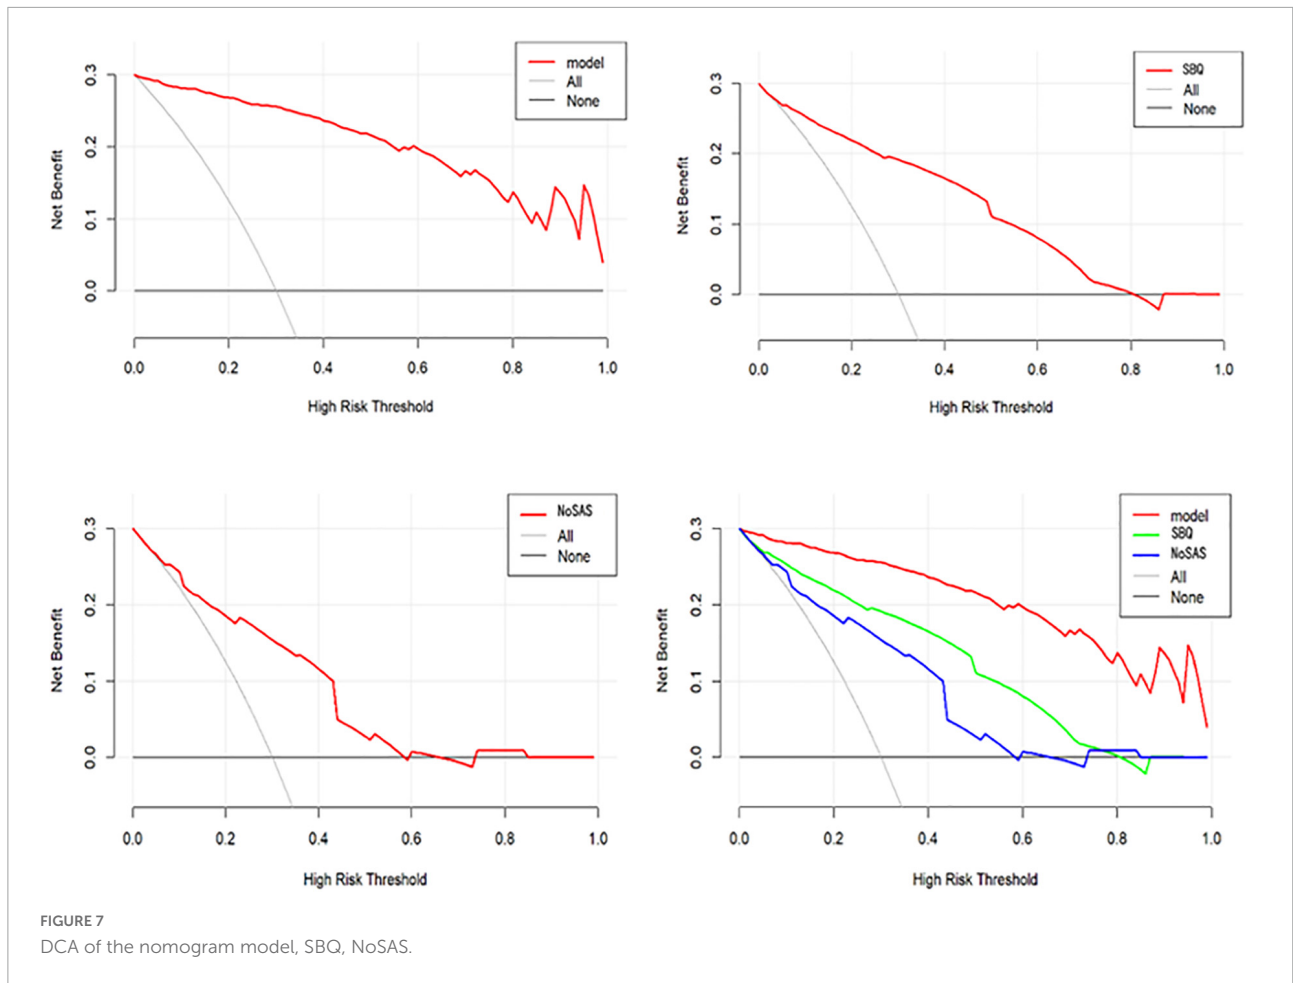 model
All
None
Net Benefit
0.3
0.2
0.1
0.0
0.0 0.2 0.4 0.6 0.8 1.0
High Risk Threshold
SBQ
All
None
Net Benefit
0.3
0.2
0.1
0.0
0.0 0.2 0.4 0.6 0.8 1.0
High Risk Threshold
NoSAS
All
None
Net Benefit
0.3
0.2
0.1
0.0
0.0 0.2 0.4 0.6 0.8 1.0
High Risk Threshold
model
SBQ
NoSAS
All
None
Net Benefit
0.3
0.2
0.1
0.0
0.0 0.2 0.4 0.6 0.8 1.0
High Risk Threshold
FIGURE 7
DCA of the nomogram model, SBQ, NoSAS.